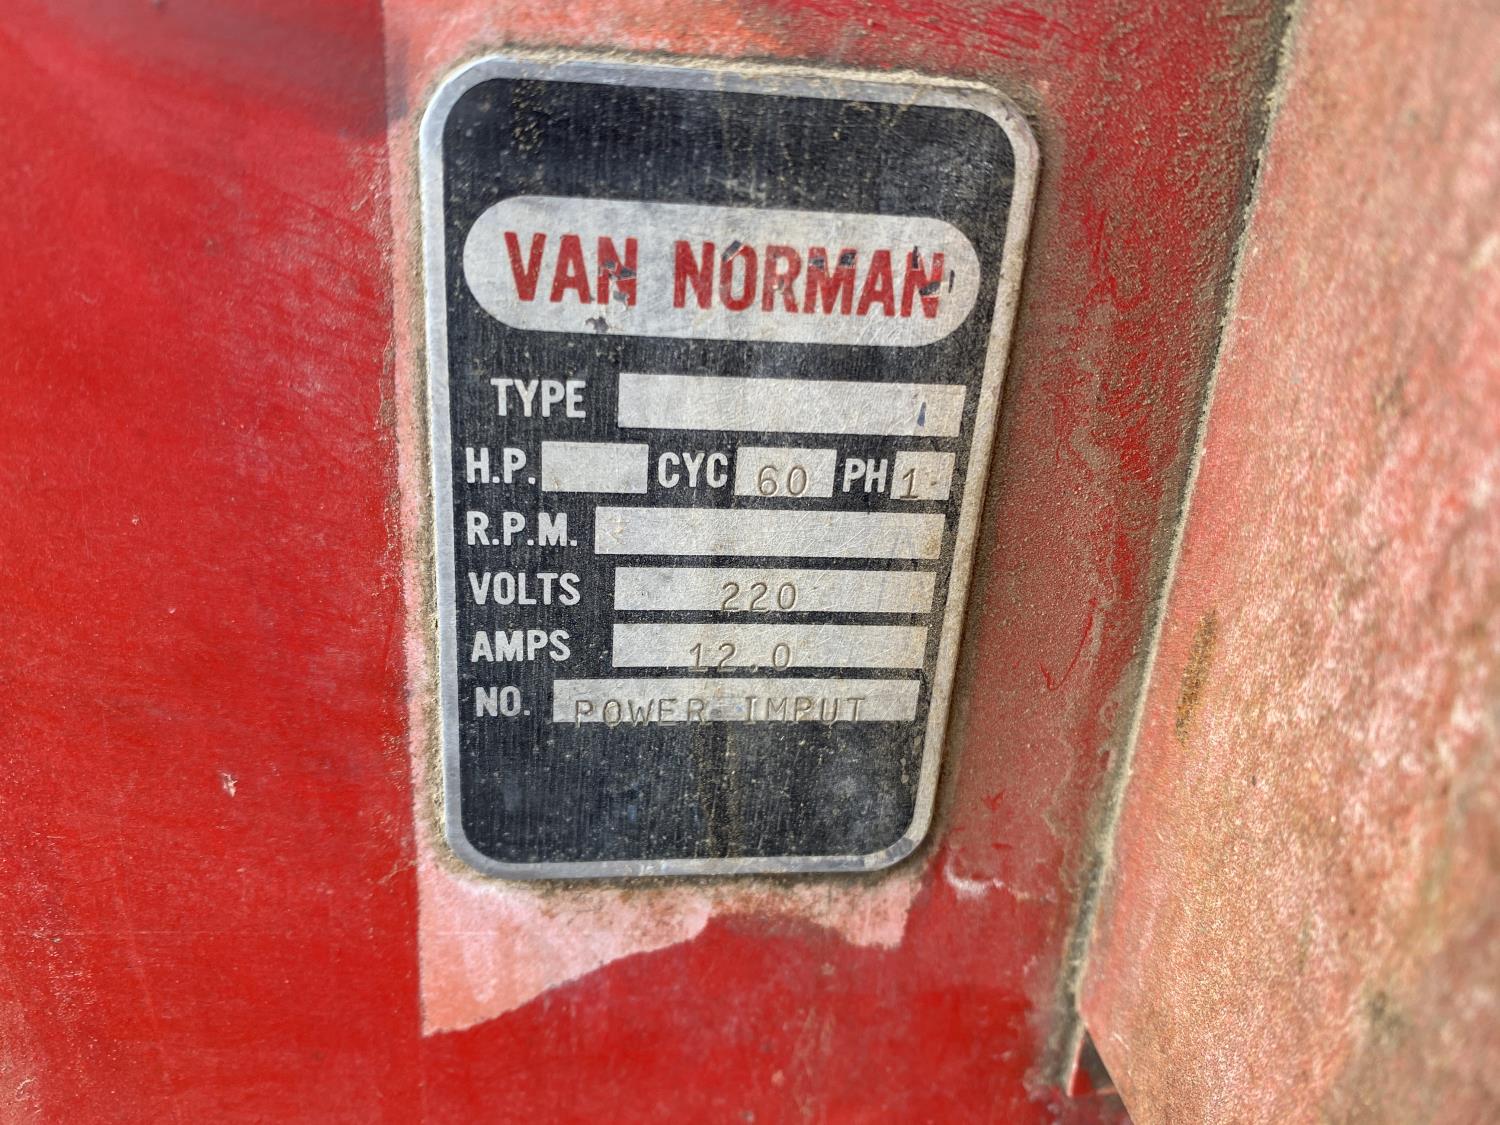 VAN NORMAN
TYPE
H.P. CYC 60 PH 1
R.P.M.
VOLTS 220
AMPS 12.0
NO. POWER IMPUT